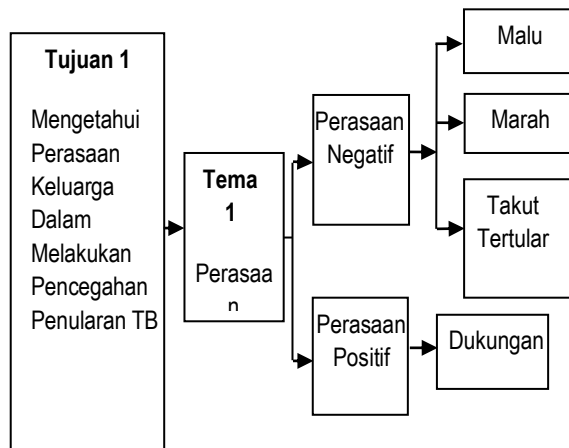 Tujuan 1
Mengetahui
Perasaan
Keluarga
Dalam
Melakukan
Pencegahan
Penularan TB
Tema
1
Perasaa
n
Perasaan
Negatif
Perasaan
Positif
Malu
Marah
Takut
Tertular
Dukungan